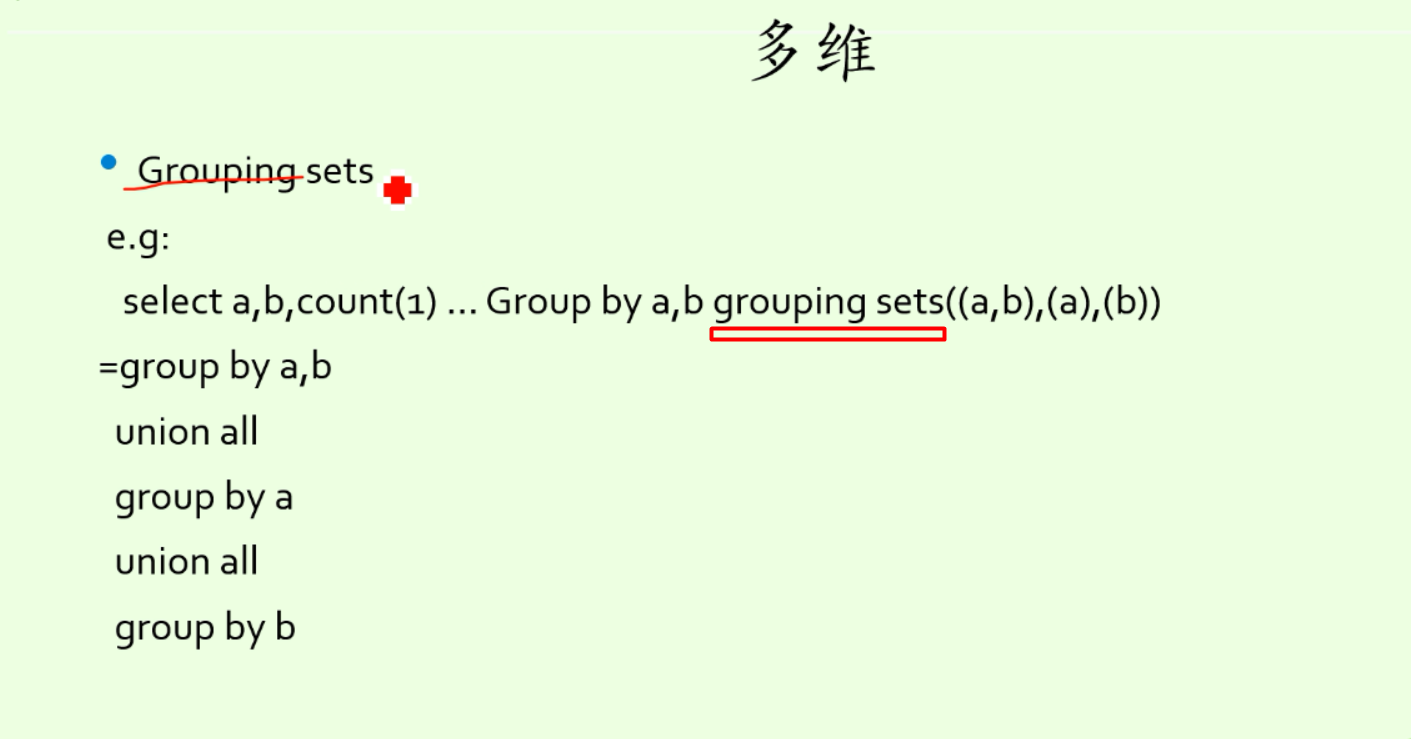 多维
Grouping sets
e.g:
select a,b,count(1) ... Group by a,b grouping sets((a,b),(a),(b))
=group by a,b
union all
group by a
union all
group by b